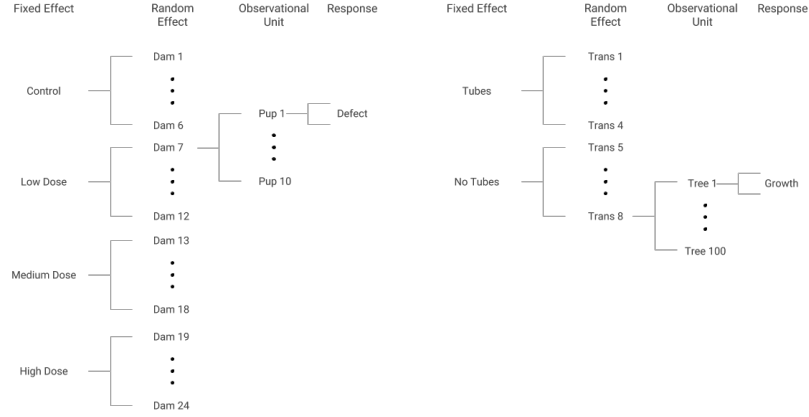 Fixed Effect
Random
Effect
Observational
Unit
Response
Dam 1
Control
Dam 6
Pup 1
Defect
Dam 7
Low Dose
Pup 10
Dam 12
Dam 13
Medium Dose
Dam 18
Dam 19
High Dose
Dam 24
Fixed Effect
Random
Effect
Observational
Unit
Response
Trans 1
Tubes
Trans 4
Trans 5
No Tubes
Tree 1
Growth
Trans 8
Tree 100